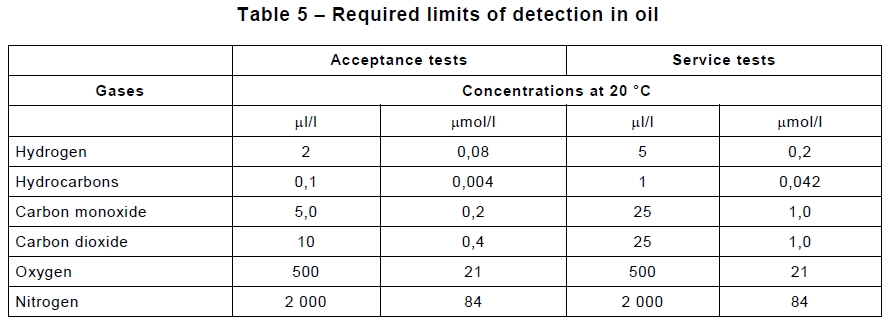 Table 5 – Required limits of detection in oil
Acceptance tests Service tests
Gases Concentrations at 20 °C
µl/l µmol/l µl/l µmol/l
Hydrogen 2 0,08 5 0,2
Hydrocarbons 0,1 0,004 1 0,042
Carbon monoxide 5,0 0,2 25 1,0
Carbon dioxide 10 0,4 25 1,0
Oxygen 500 21 500 21
Nitrogen 2 000 84 2 000 84